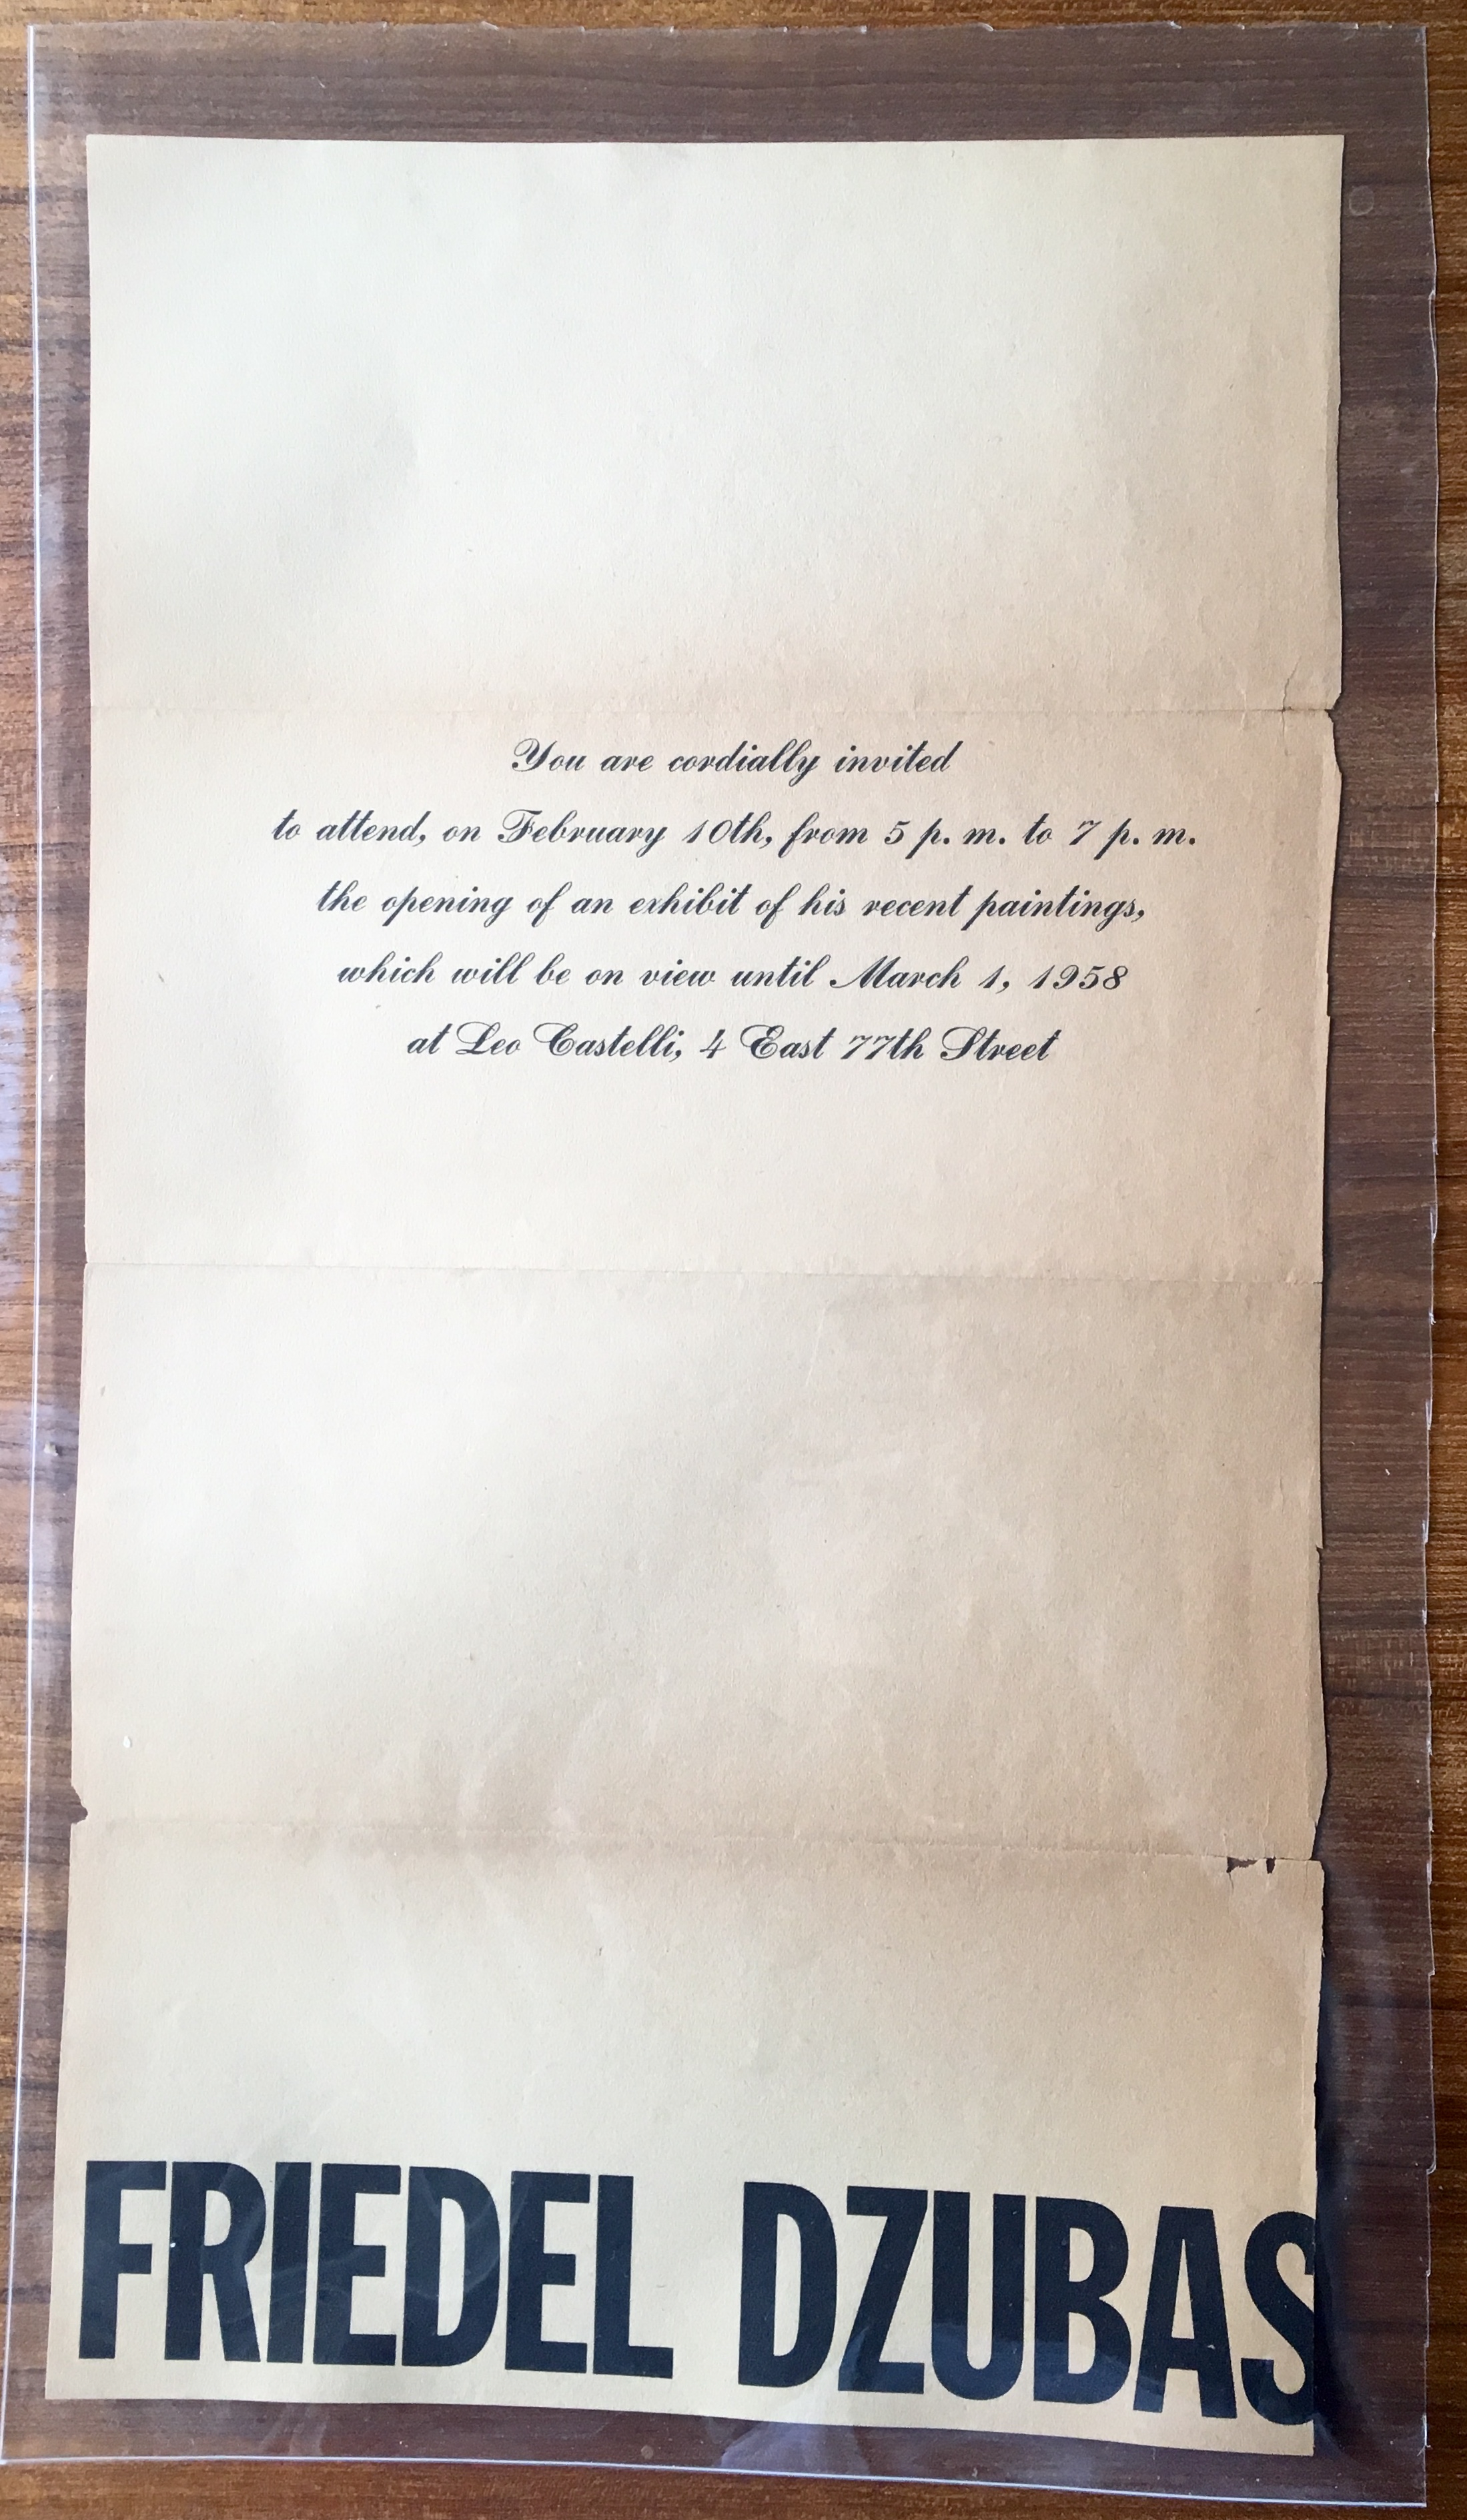 You are cordially invited
to attend, on February 10th, from 5 p. m. to 7 p. m.
the opening of an exhibit of his recent paintings,
which will be on view until March 1, 1958
at Leo Castelli, 4 East 77th Street
FRIEDEL DZUBAS